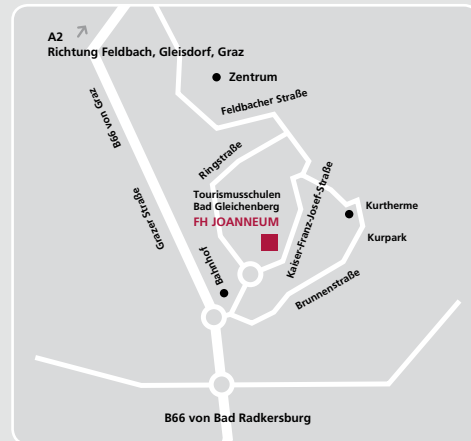 A2
Richtung Feldbach, Gleisdorf, Graz
Zentrum
Feldbacher Straße
B66 von Graz
Ringstraße
Tourismusschulen
Bad Gleichenberg
FH JOANNEUM
Kaiser-Franz-Josef-Straße
Kurtherme
Kurpark
Grazer Straße
Bahnhof
Brunnenstraße
B66 von Bad Radkersburg